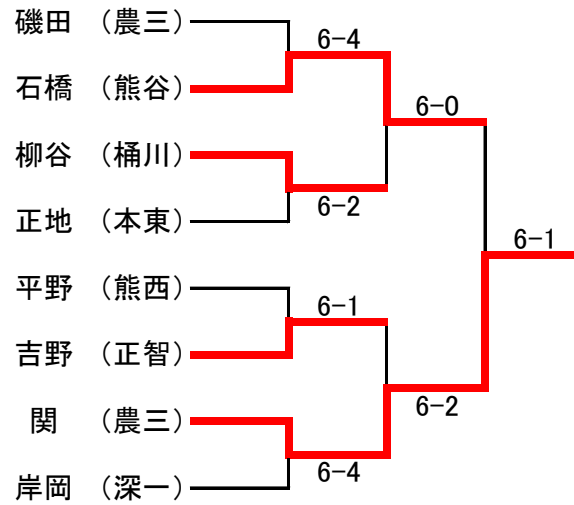 磯田 （農三）
石橋 （熊谷）
柳谷 （桶川）
正地 （本東）
平野 （熊西）
吉野 （正智）
関 （農三）
岸岡 （深一）
6-4
6-2
6-1
6-4
6-0
6-2
6-1